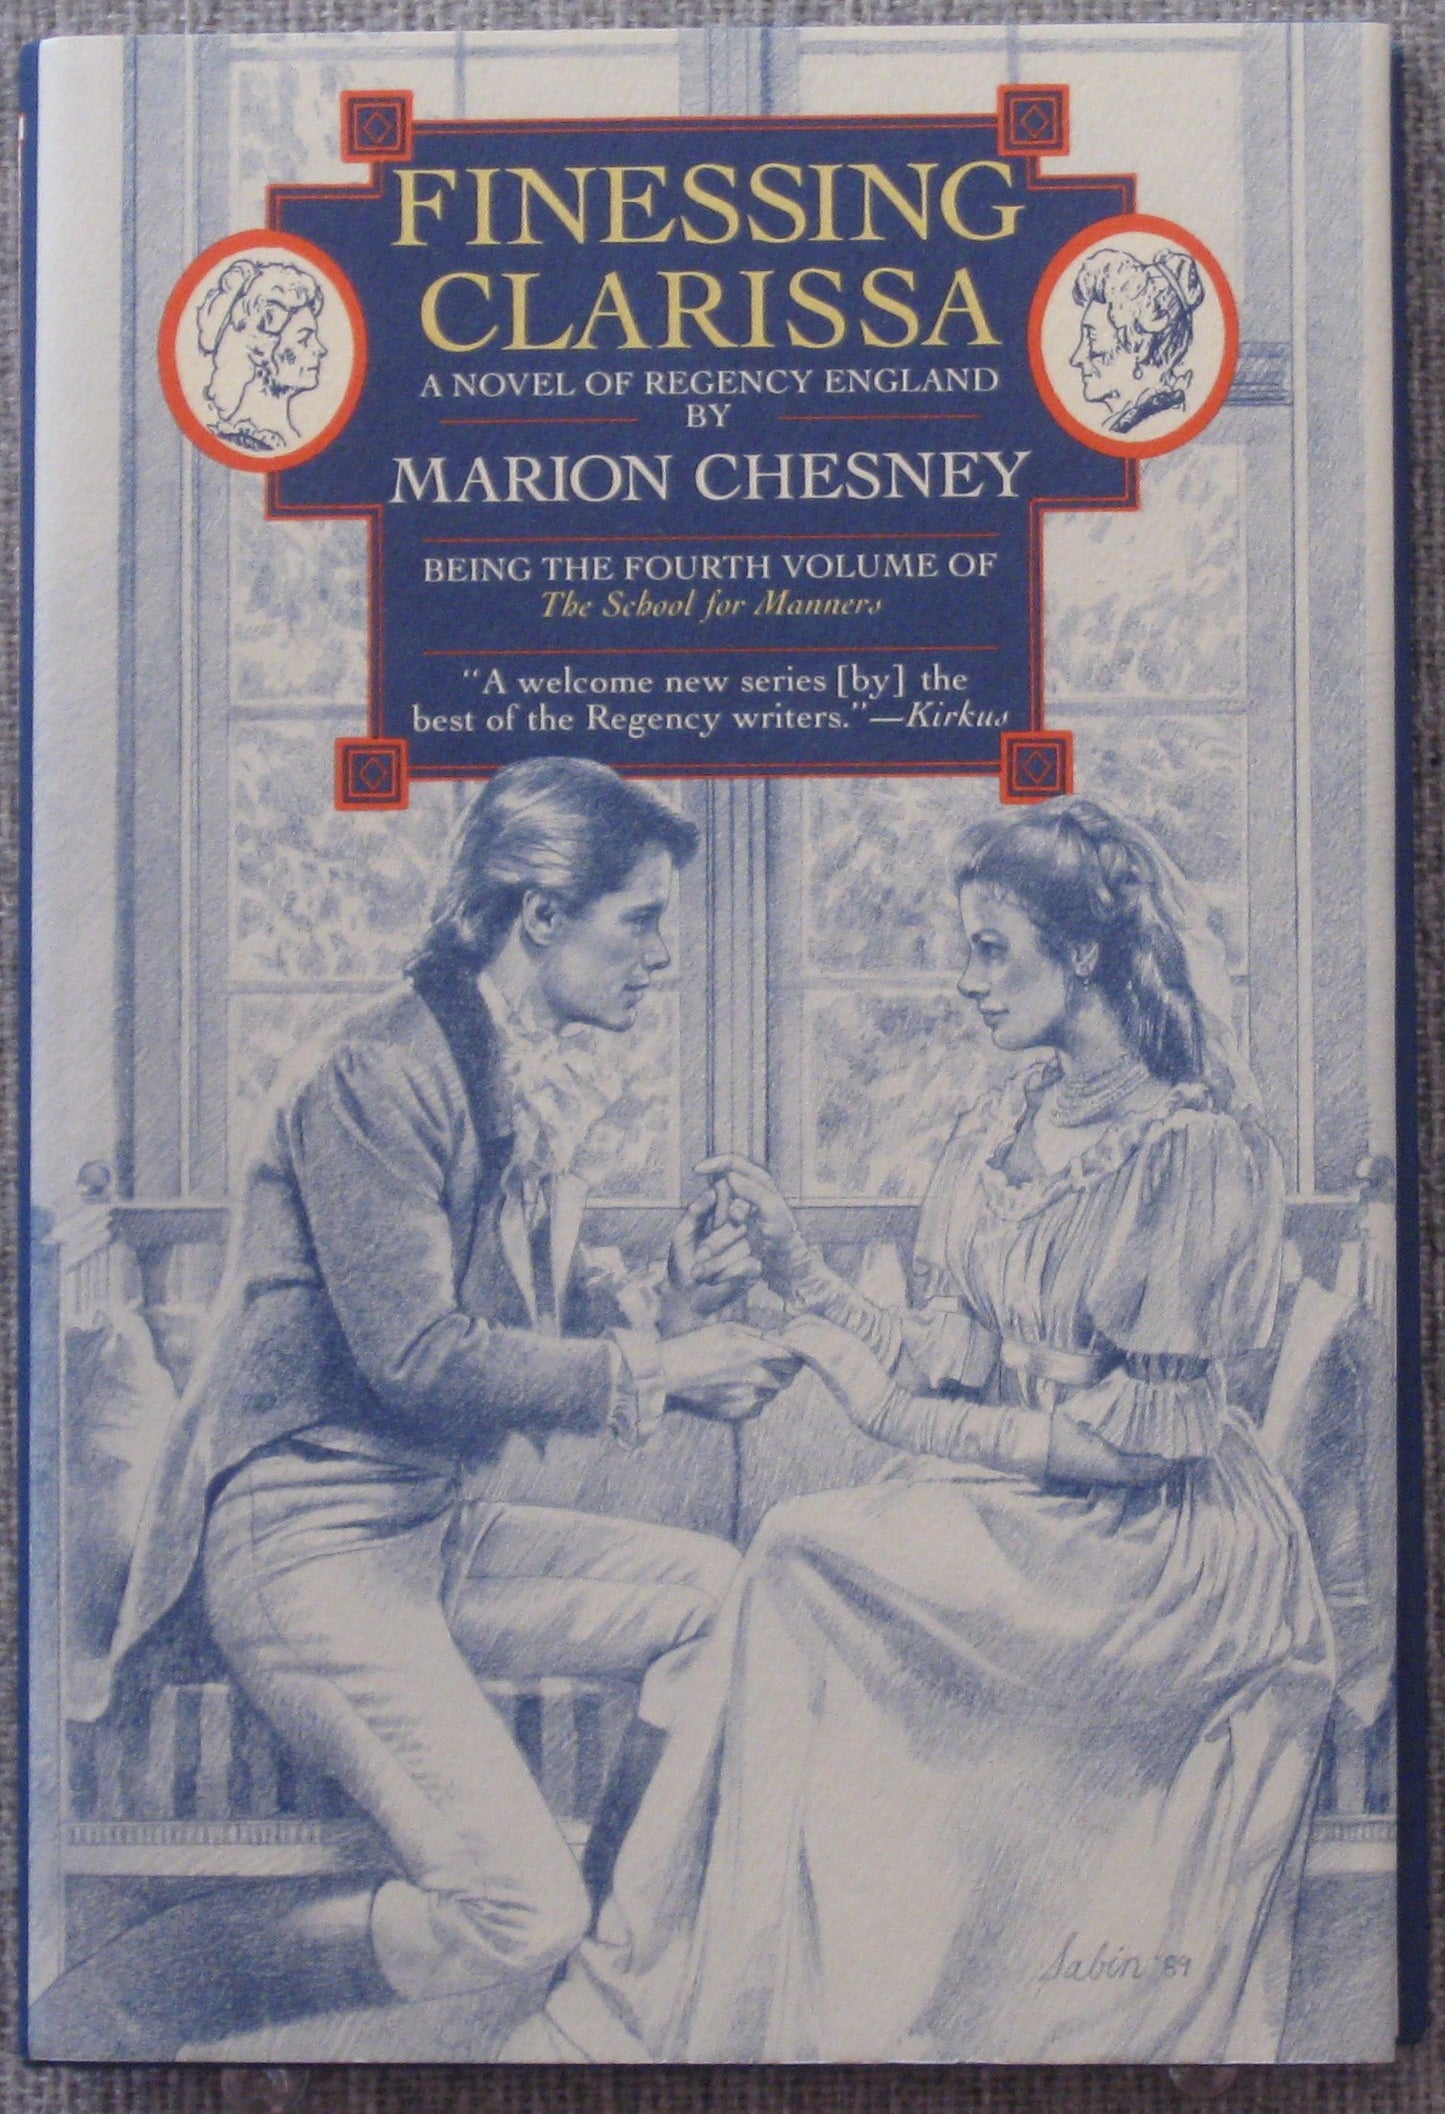 FINESSING
CLARISSA
A NOVEL OF REGENCY ENGLAND
BY
MARION CHESNEY
BEING THE FOURTH VOLUME OF
The School for Manners
"A welcome new series [by] the
best of the Regency writers."—Kirkus
Sabin '89